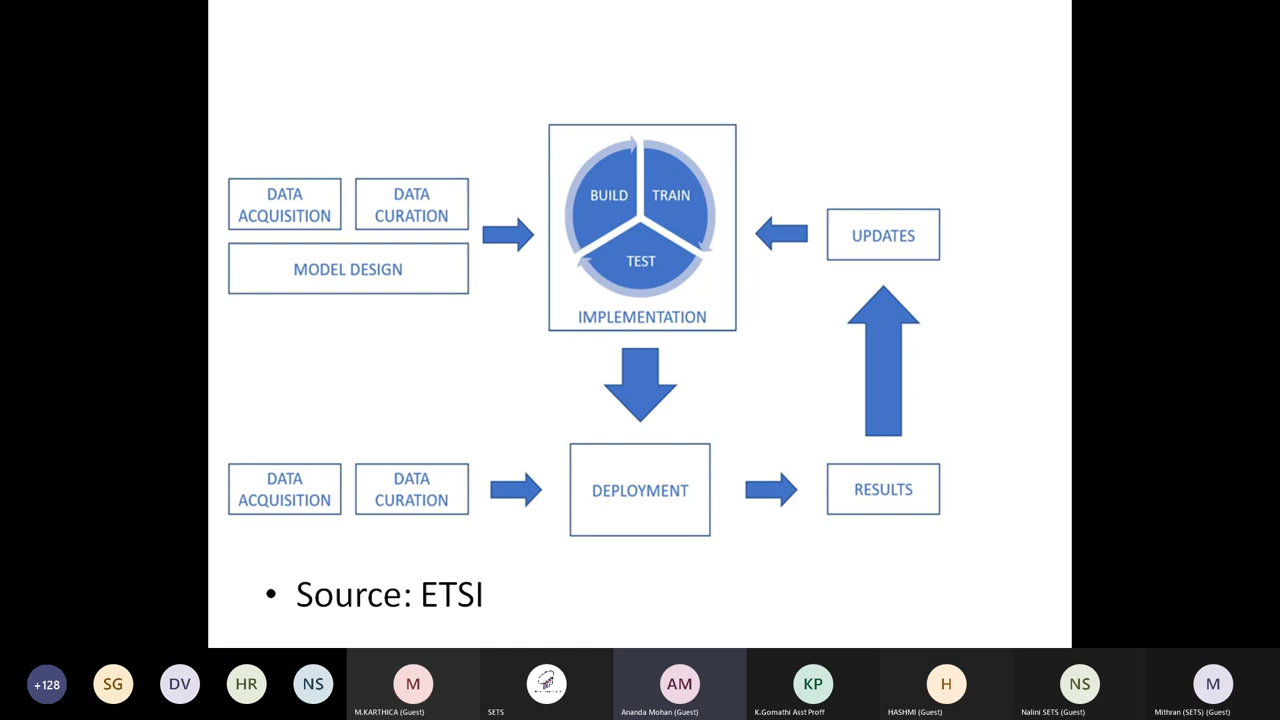 DATA
ACQUISITION
DATA
CURATION
MODEL DESIGN
BUILD
TRAIN
TEST
IMPLEMENTATION
UPDATES
DATA
ACQUISITION
DATA
CURATION
DEPLOYMENT
RESULTS
• Source: ETSI
+128
SG
DV
HR
NS
M
M.KARTHICA (Guest)
SETS
AM
Ananda Mohan (Guest)
KP
K.Gomathi Asst Proff
H
HASHMI (Guest)
NS
Nalini SETS (Guest)
M
Mithran (SETS) (Guest)